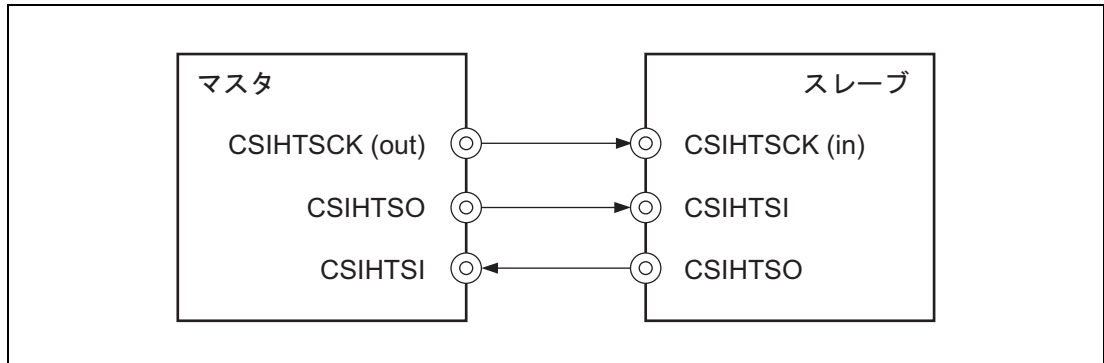 マスタ
スレーブ
CSIHTSCK (out)
CSIHTSCK (in)
CSIHTSO
CSIHTSI
CSIHTSI
CSIHTSO